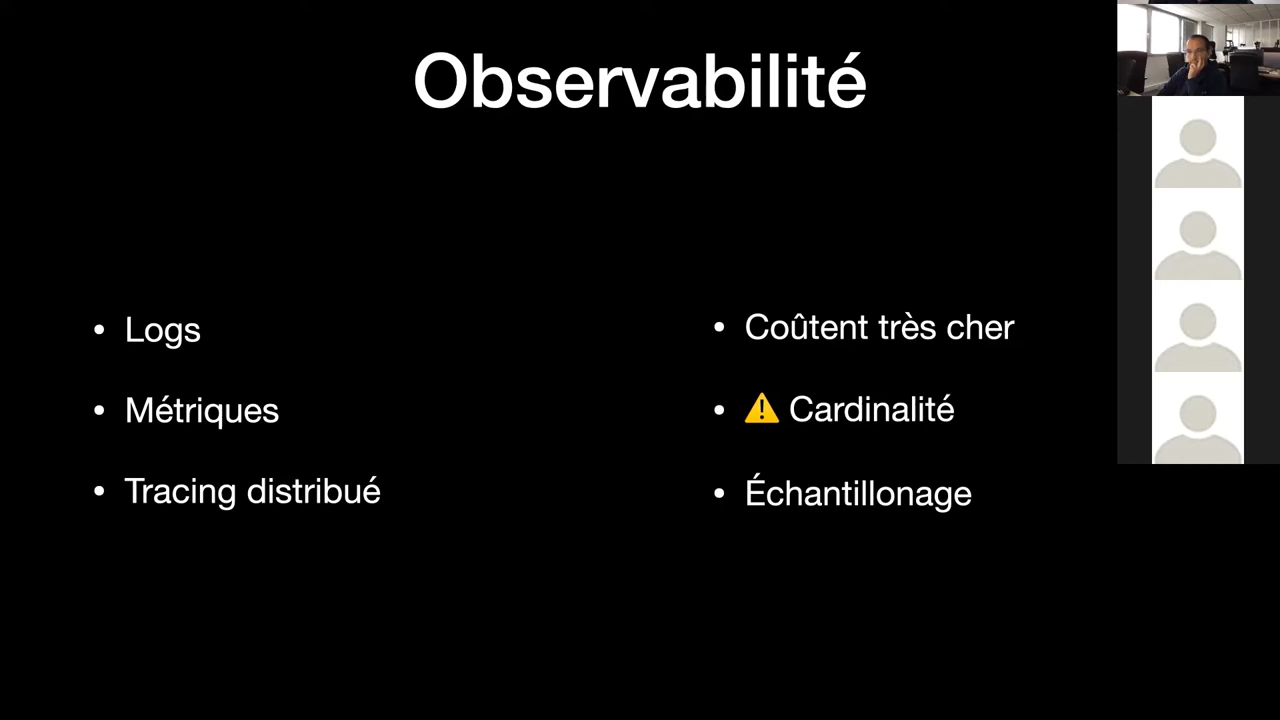 Observabilité
• Logs
• Métriques
• Tracing distribué
• Coûtent très cher
• ⚠️ Cardinalité
• Échantillonage